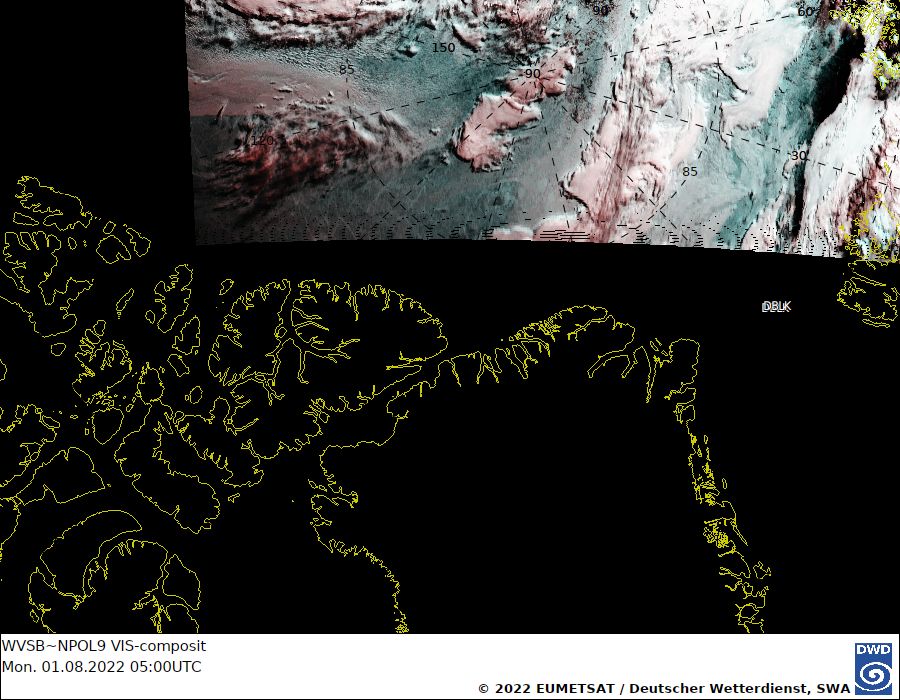 90
60
150
85
90
120
30
85
DBLK
WVSB~NPOL9 VIS-composit
Mon. 01.08.2022 05:00UTC
DWD
© 2022 EUMETSAT / Deutscher Wetterdienst, SWA